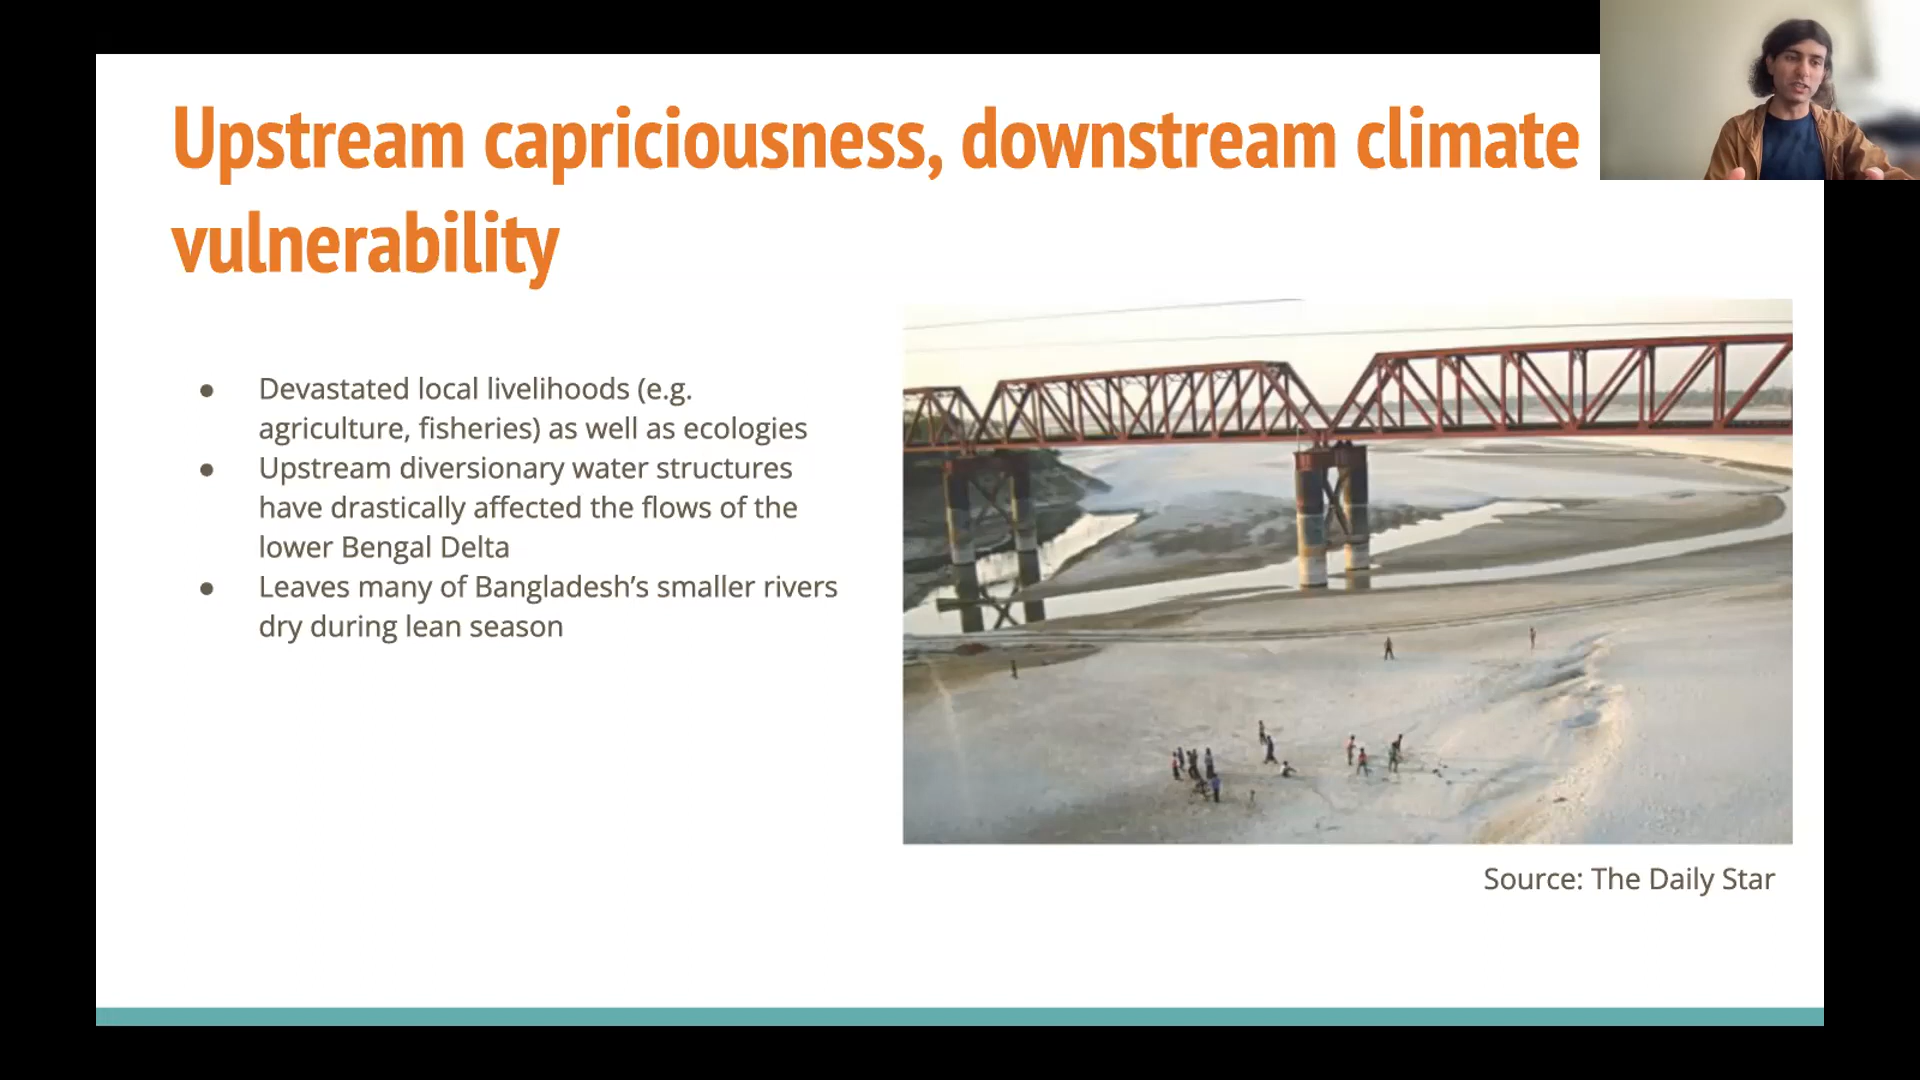 Upstream capriciousness, downstream climate
vulnerability
● Devastated local livelihoods (e.g.
agriculture, fisheries) as well as ecologies
● Upstream diversionary water structures
have drastically affected the flows of the
lower Bengal Delta
● Leaves many of Bangladesh’s smaller rivers
dry during lean season
Source: The Daily Star